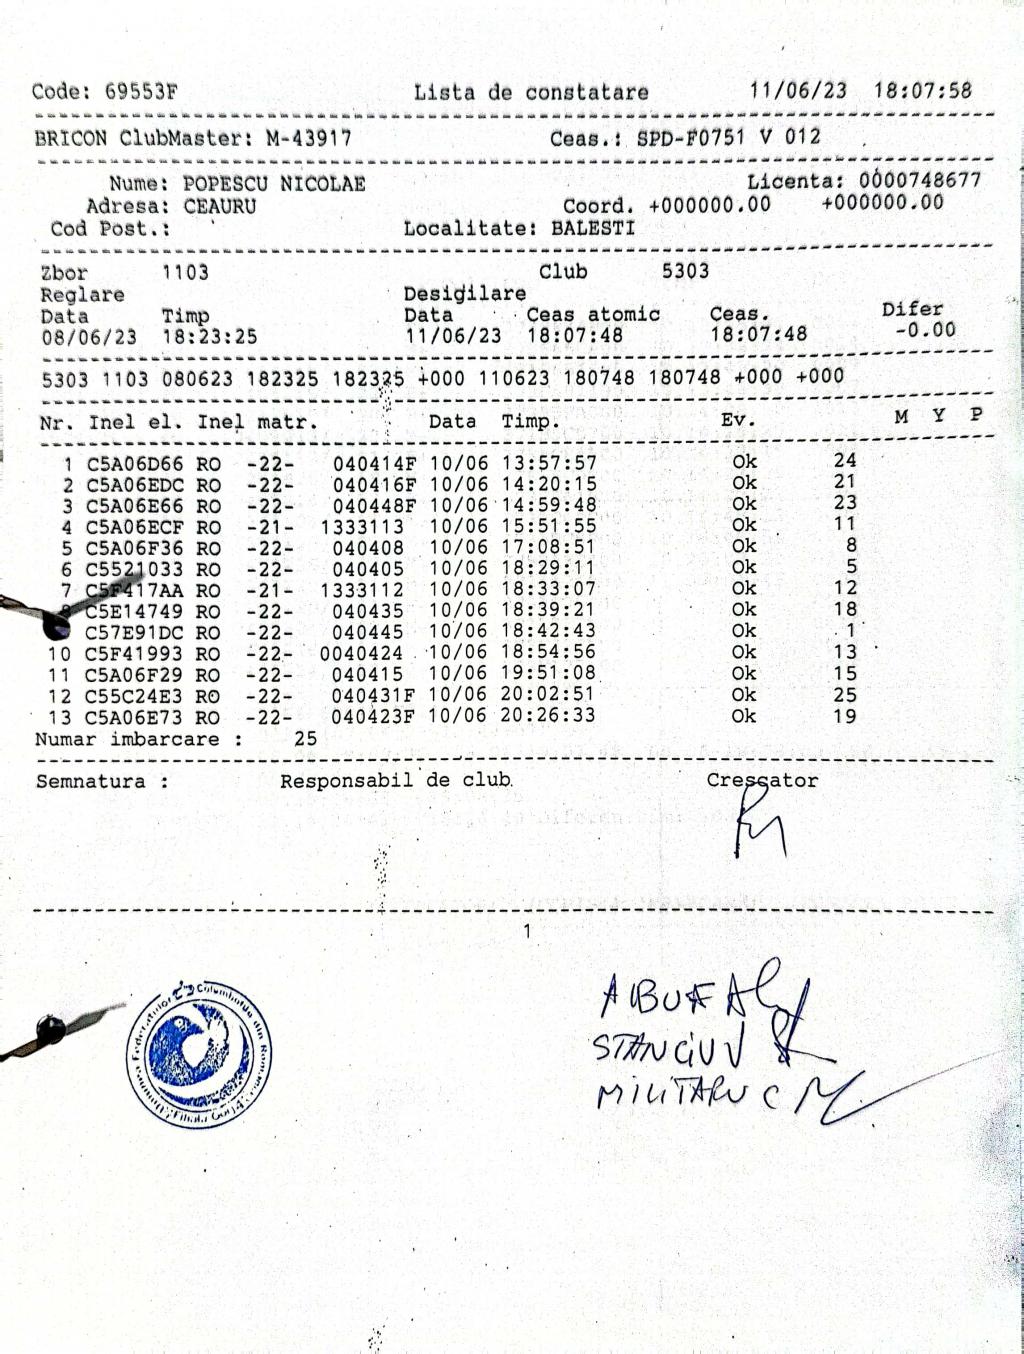 Code: 69553F Lista de constatare 11/06/23 18:07:58
BRICON ClubMaster: M-43917 Ceas.: SPD-F0751 V 012
Nume: POPESCU NICOLAE Licenta: 0000748677
Adresa: CEAURU Coord. +000000.00 +000000.00
Cod Post.: Localitate: BALESTI
Zbor 1103 Club 5303
Reglare Desigilare
Data Timp Data Ceas atomic Ceas. Difer
08/06/23 18:23:25 11/06/23 18:07:48 18:07:48 -0.00
5303 1103 080623 182325 182325 +000 110623 180748 180748 +000 +000
Nr. Inel el. Inel matr. Data Timp. Ev. M Y P
1 C5A06D66 RO -22- 040414F 10/06 13:57:57 Ok 24
2 C5A06EDC RO -22- 040416F 10/06 14:20:15 Ok 21
3 C5A06E66 RO -22- 040448F 10/06 14:59:48 Ok 23
4 C5A06ECF RO -21- 1333113 10/06 15:51:55 Ok 11
5 C5A06F36 RO -22- 040408 10/06 17:08:51 Ok 8
6 C5521033 RO -22- 040405 10/06 18:29:11 Ok 5
7 C5F417AA RO -21- 1333112 10/06 18:33:07 Ok 12
8 C5E14749 RO -22- 040435 10/06 18:39:21 Ok 18
C57E91DC RO -22- 040445 10/06 18:42:43 Ok 1
10 C5F41993 RO -22- 0040424 10/06 18:54:56 Ok 13
11 C5A06F29 RO -22- 040415 10/06 19:51:08 Ok 15
12 C55C24E3 RO -22- 040431F 10/06 20:02:51 Ok 25
13 C5A06E73 RO -22- 040423F 10/06 20:26:33 Ok 19
Numar imbarcare : 25
Semnatura : Responsabil de club. Crescator
1
Columbofila din
STANCIU V
MILITARU C